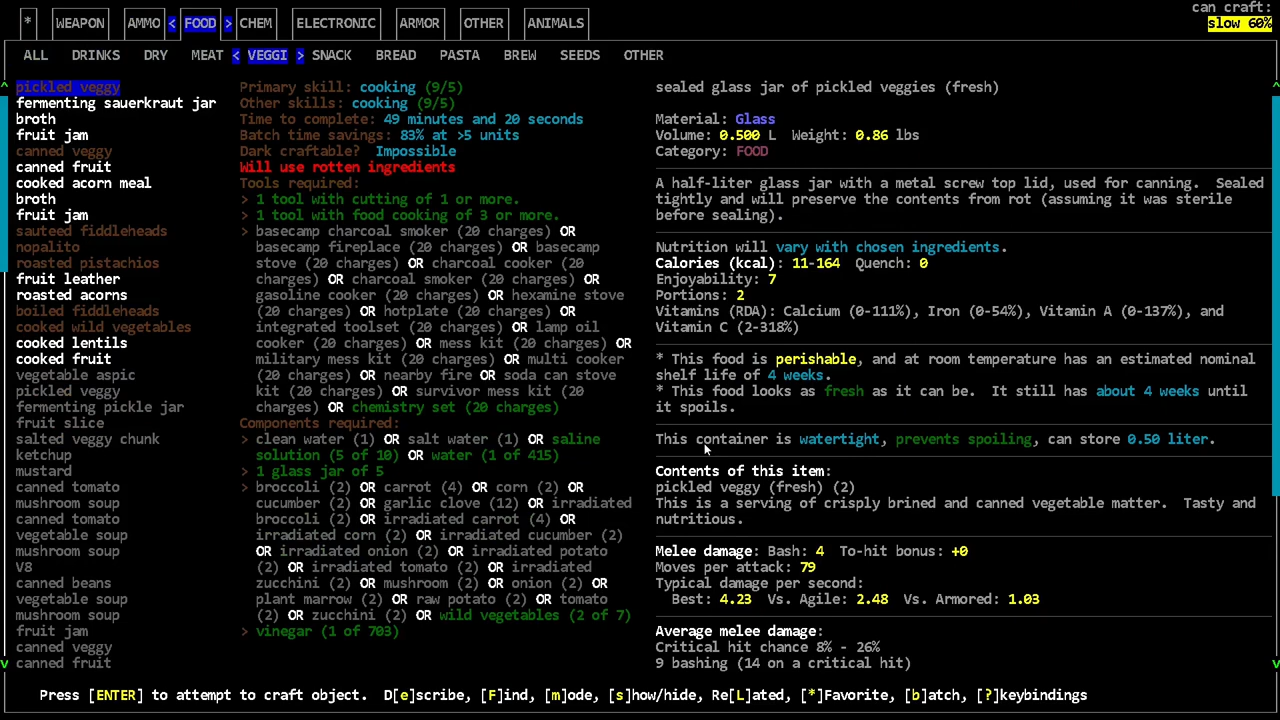 can craft:
* WEAPON AMMO < FOOD > CHEM ELECTRONIC ARMOR OTHER ANIMALS
slow 60%
ALL DRINKS DRY MEAT < VEGGI > SNACK BREAD PASTA BREW SEEDS OTHER
pickled veggy
fermenting sauerkraut jar
broth
fruit jam
canned veggy
canned fruit
cooked acorn meal
broth
fruit jam
sauteed fiddleheads
nopalito
roasted pistachios
fruit leather
roasted acorns
boiled fiddleheads
cooked wild vegetables
cooked lentils
cooked fruit
vegetable aspic
pickled veggy
fermenting pickle jar
fruit slice
salted veggy chunk
ketchup
mustard
canned tomato
mushroom soup
canned tomato
vegetable soup
mushroom soup
V8
canned beans
vegetable soup
mushroom soup
fruit jam
canned veggy
canned fruit
Primary skill: cooking (9/5)
Other skills: cooking (9/5)
Time to complete: 49 minutes and 20 seconds
Batch time savings: 83% at >5 units
Dark craftable? Impossible
Will use rotten ingredients
Tools required:
> 1 tool with cutting of 1 or more.
> 1 tool with food cooking of 3 or more.
> basecamp charcoal smoker (20 charges) OR
basecamp fireplace (20 charges) OR basecamp
stove (20 charges) OR charcoal cooker (20
charges) OR charcoal smoker (20 charges) OR
gasoline cooker (20 charges) OR hexamine stove
(20 charges) OR hotplate (20 charges) OR
integrated toolset (20 charges) OR lamp oil
cooker (20 charges) OR mess kit (20 charges) OR
military mess kit (20 charges) OR multi cooker
(20 charges) OR nearby fire OR soda can stove
kit (20 charges) OR survivor mess kit (20
charges) OR chemistry set (20 charges)
Components required:
> clean water (1) OR salt water (1) OR saline
solution (5 of 10) OR water (1 of 415)
> 1 glass jar of 5
> broccoli (2) OR carrot (4) OR corn (2) OR
cucumber (2) OR garlic clove (12) OR irradiated
broccoli (2) OR irradiated carrot (4) OR
irradiated corn (2) OR irradiated cucumber (2)
OR irradiated onion (2) OR irradiated potato
(2) OR irradiated tomato (2) OR irradiated
zucchini (2) OR mushroom (2) OR onion (2) OR
plant marrow (2) OR raw potato (2) OR tomato
(2) OR zucchini (2) OR wild vegetables (2 of 7)
> vinegar (1 of 703)
sealed glass jar of pickled veggies (fresh)
Material: Glass
Volume: 0.500 L Weight: 0.86 lbs
Category: FOOD
A half-liter glass jar with a metal screw top lid, used for canning. Sealed
tightly and will preserve the contents from rot (assuming it was sterile
before sealing).
Nutrition will vary with chosen ingredients.
Calories (kcal): 11-164 Quench: 0
Enjoyability: 7
Portions: 2
Vitamins (RDA): Calcium (0-111%), Iron (0-54%), Vitamin A (0-137%), and
Vitamin C (2-318%)
* This food is perishable, and at room temperature has an estimated nominal
shelf life of 4 weeks.
* This food looks as fresh as it can be. It still has about 4 weeks until
it spoils.
This container is watertight, prevents spoiling, can store 0.50 liter.
Contents of this item:
pickled veggy (fresh) (2)
This is a serving of crisply brined and canned vegetable matter. Tasty and
nutritious.
Melee damage: Bash: 4 To-hit bonus: +0
Moves per attack: 79
Typical damage per second:
Best: 4.23 Vs. Agile: 2.48 Vs. Armored: 1.03
Average melee damage:
Critical hit chance 8% - 26%
9 bashing (14 on a critical hit)
Press [ENTER] to attempt to craft object. D[e]scribe, [F]ind, [m]ode, [s]how/hide, Re[L]ated, [*]Favorite, [b]atch, [?]keybindings